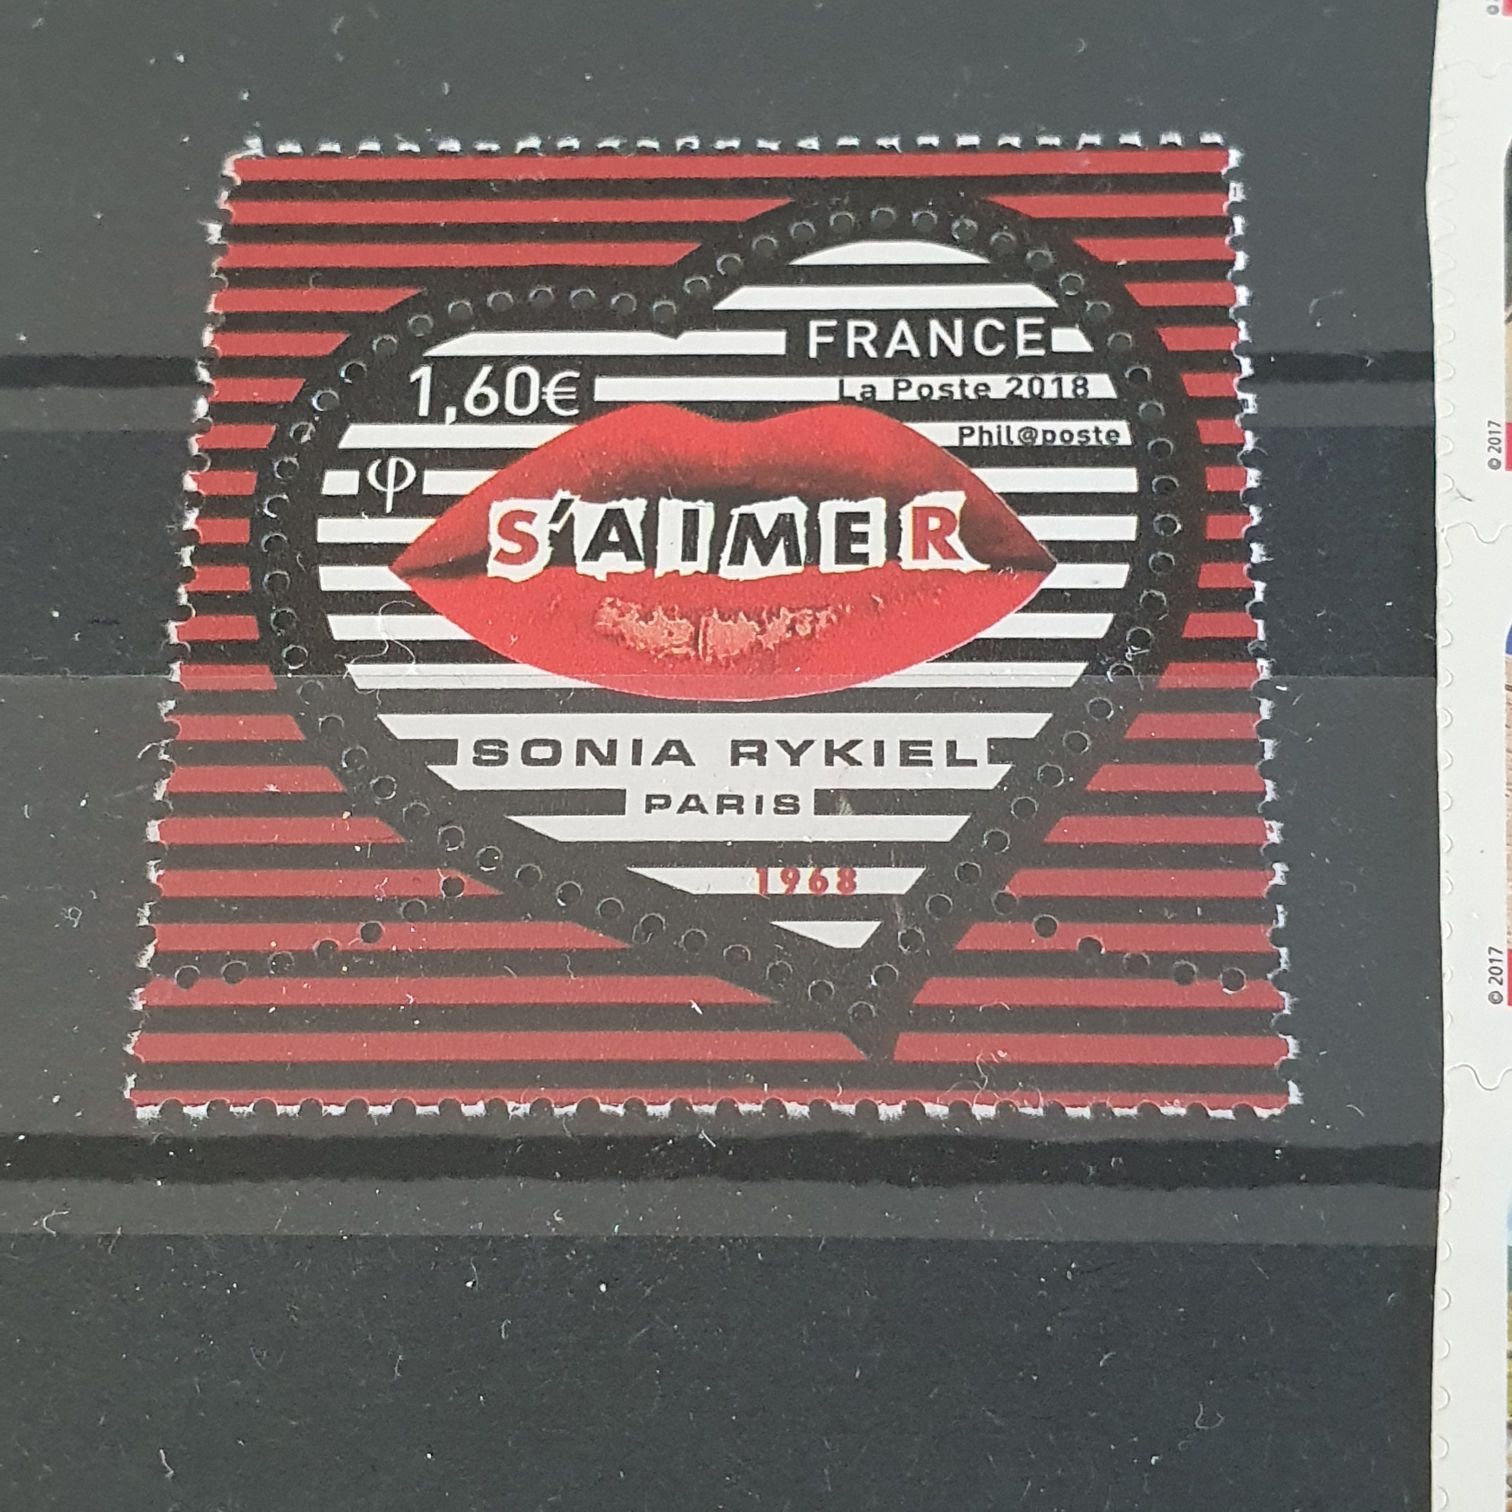 FRANCE
1,60€
La Poste 2018
Phil@poste
φ
S'AIMER
SONIA RYKIEL
PARIS
1968
© 2017
© 2017